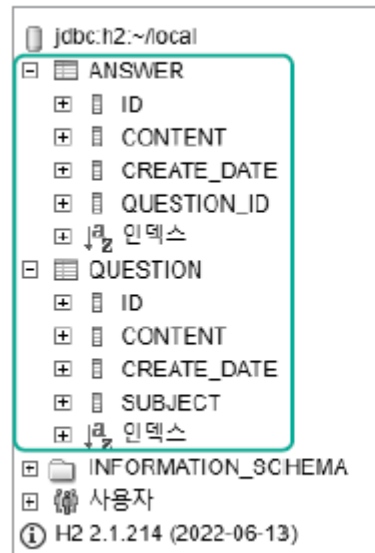 jdbc:h2:~/local
ANSWER
ID
CONTENT
CREATE_DATE
QUESTION_ID
인덱스
QUESTION
ID
CONTENT
CREATE_DATE
SUBJECT
인덱스
INFORMATION_SCHEMA
사용자
H2 2.1.214 (2022-06-13)